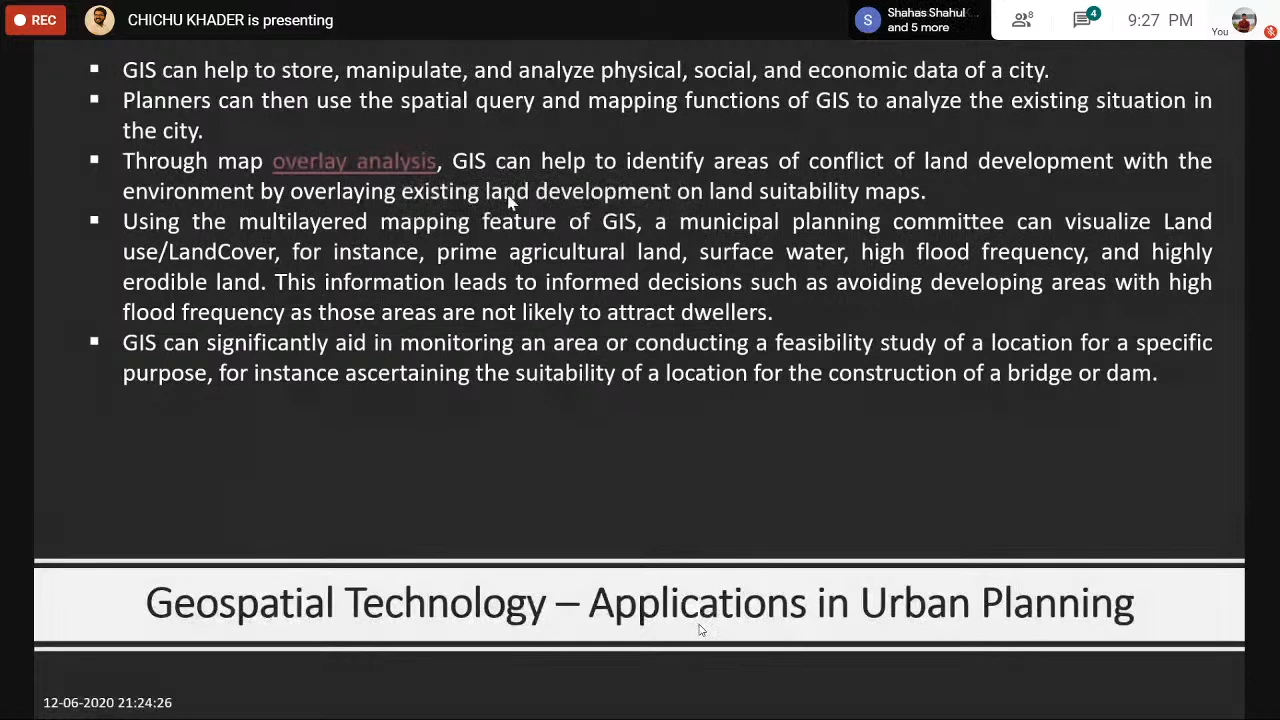 REC
CHICHU KHADER is presenting
S
Shahas Shahul
and 5 more
8
4
9:27 PM
You
▪ GIS can help to store, manipulate, and analyze physical, social, and economic data of a city.
▪ Planners can then use the spatial query and mapping functions of GIS to analyze the existing situation in
the city.
▪ Through map overlay analysis, GIS can help to identify areas of conflict of land development with the
environment by overlaying existing land development on land suitability maps.
▪ Using the multilayered mapping feature of GIS, a municipal planning committee can visualize Land
use/LandCover, for instance, prime agricultural land, surface water, high flood frequency, and highly
erodible land. This information leads to informed decisions such as avoiding developing areas with high
flood frequency as those areas are not likely to attract dwellers.
▪ GIS can significantly aid in monitoring an area or conducting a feasibility study of a location for a specific
purpose, for instance ascertaining the suitability of a location for the construction of a bridge or dam.
Geospatial Technology – Applications in Urban Planning
12-06-2020 21:24:26